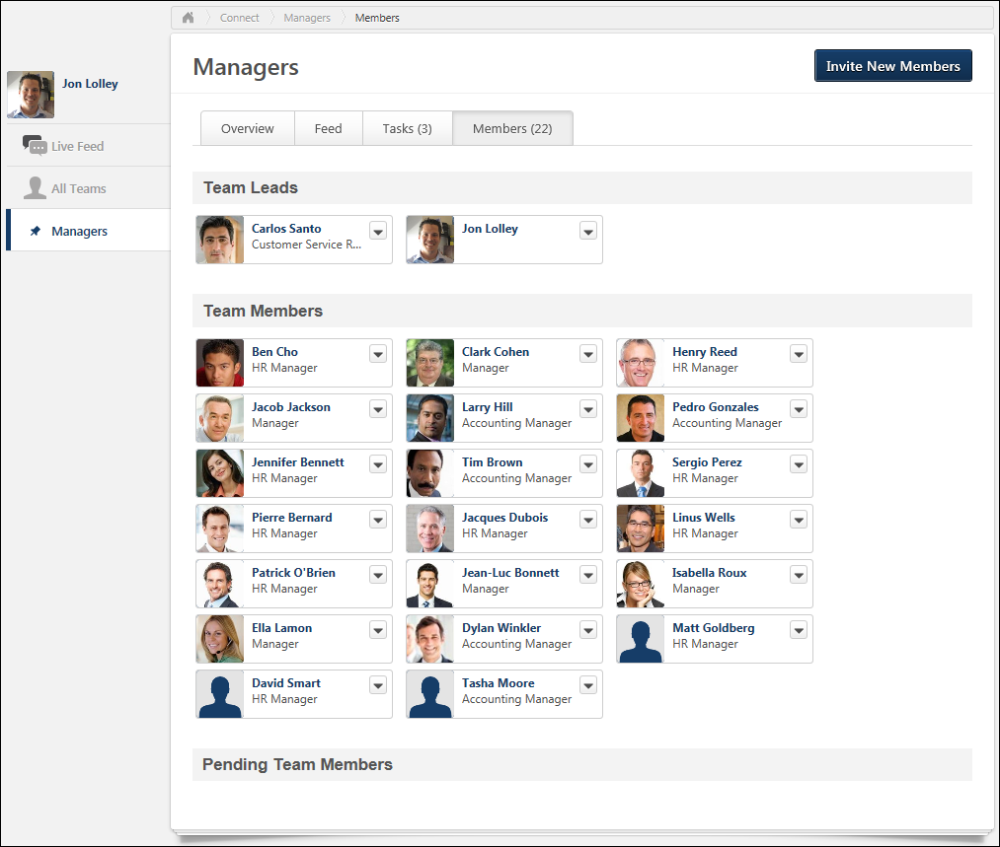 Connect Managers Members
Jon Lolley
Live Feed
All Teams
Managers
Managers
Invite New Members
Overview Feed Tasks (3) Members (22)
Team Leads
Carlos Santo Jon Lolley
Customer Service R...
Team Members
Ben Cho Clark Cohen Henry Reed
HR Manager Manager HR Manager
Jacob Jackson Larry Hill Pedro Gonzales
Manager Accounting Manager Accounting Manager
Jennifer Bennett Tim Brown Sergio Perez
HR Manager Accounting Manager HR Manager
Pierre Bernard Jacques Dubois Linus Wells
HR Manager HR Manager HR Manager
Patrick O'Brien Jean-Luc Bonnett Isabella Roux
HR Manager Manager Manager
Ella Lamon Dylan Winkler Matt Goldberg
Manager Accounting Manager HR Manager
David Smart Tasha Moore
HR Manager Accounting Manager
Pending Team Members